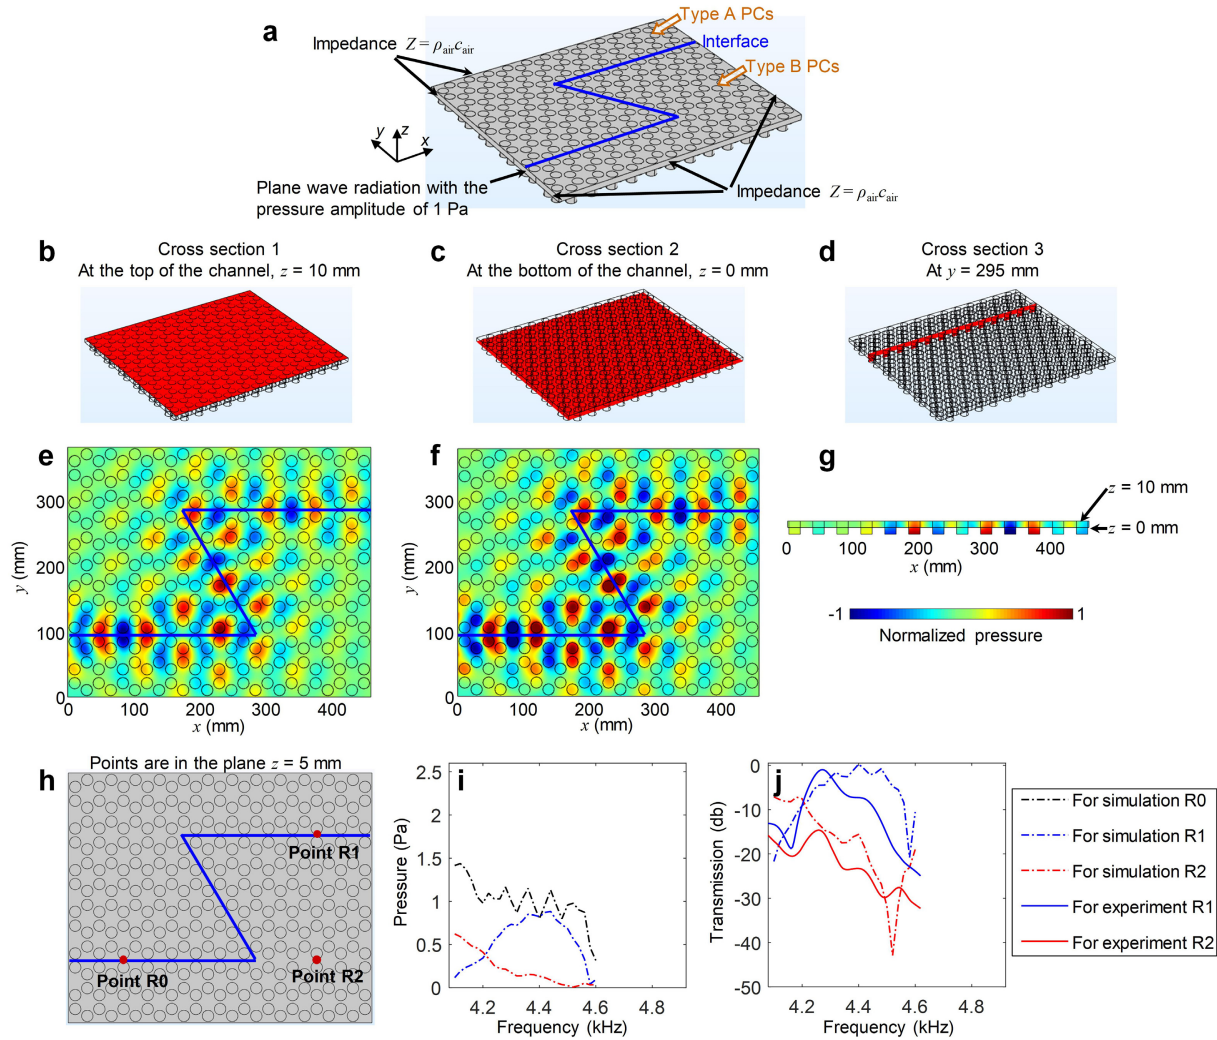 a
Type A PCs
Impedance Z = ρairCair
Interface
Type B PCs
y z x
Plane wave radiation with the
pressure amplitude of 1 Pa
Impedance Z = ρairCair
b
Cross section 1
At the top of the channel, z = 10 mm
c
Cross section 2
At the bottom of the channel, z = 0 mm
d
Cross section 3
At y = 295 mm
e
300
200
100
0
y (mm)
0 100 200 300 400
x (mm)
f
300
200
100
0
y (mm)
0 100 200 300 400
x (mm)
g
z = 10 mm
z = 0 mm
0 100 200 300 400
x (mm)
-1 1
Normalized pressure
h
Points are in the plane z = 5 mm
Point R1
Point R0
Point R2
i
2.5
2
1.5
1
0.5
0
Pressure (Pa)
4.2 4.4 4.6 4.8
Frequency (kHz)
j
0
-10
-20
-30
-40
-50
Transmission (db)
4.2 4.4 4.6 4.8
Frequency (kHz)
For simulation R0
For simulation R1
For simulation R2
For experiment R1
For experiment R2